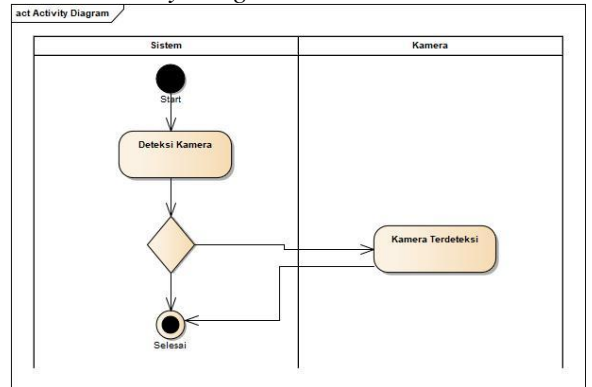 act Activity Diagram
Sistem
Kamera
Start
Deteksi Kamera
Kamera Terdeteksi
Selesai